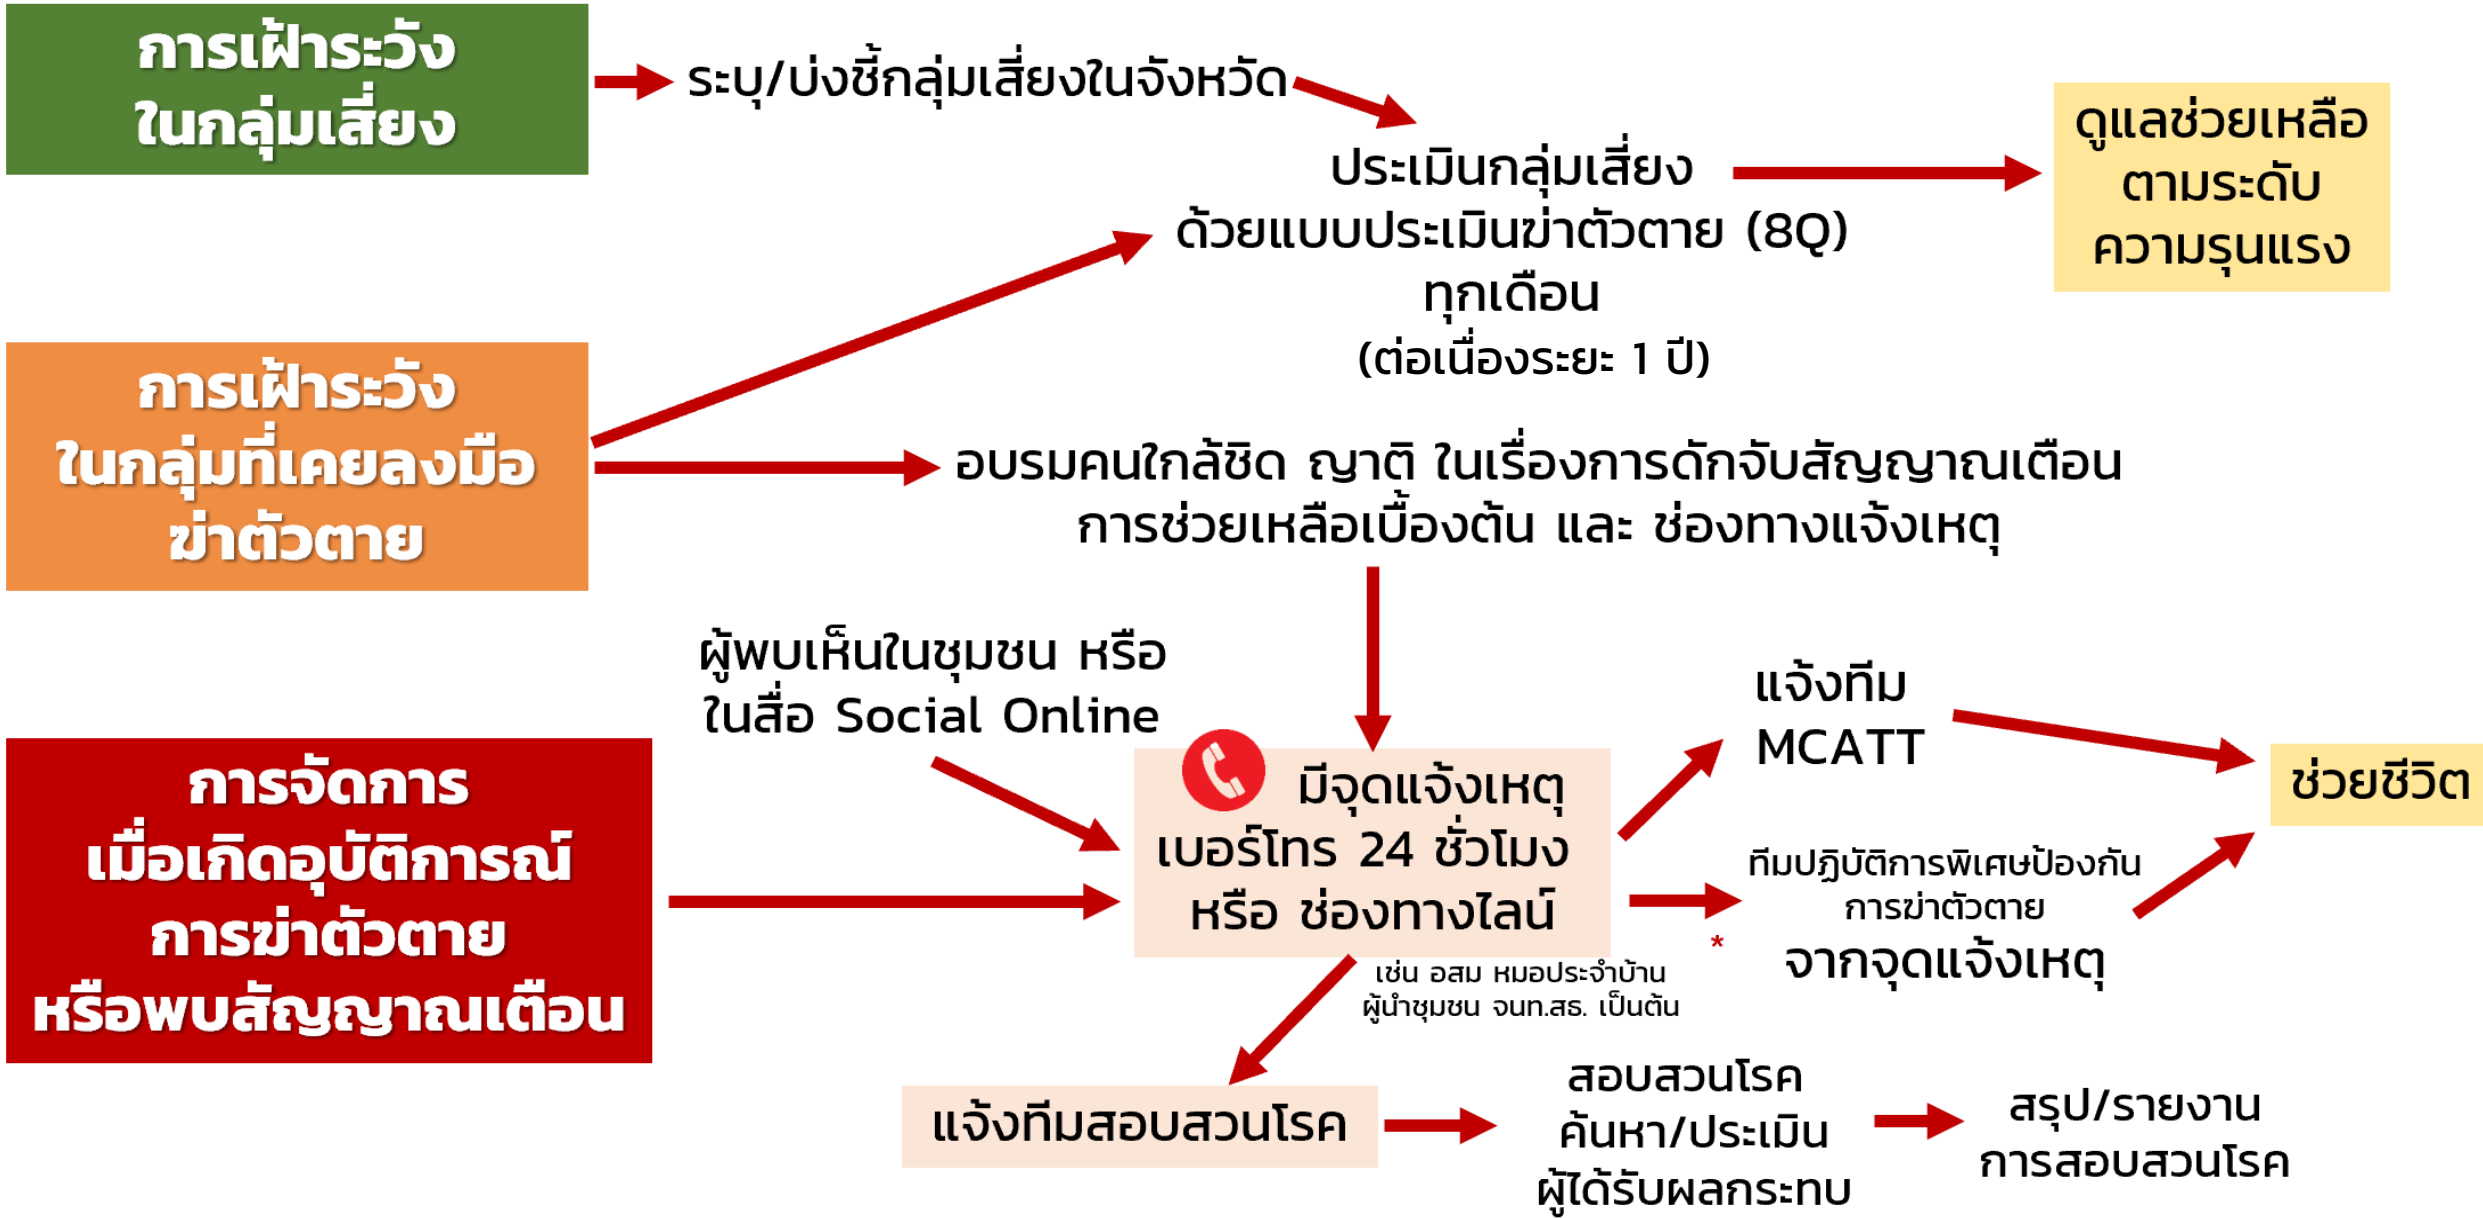 การเฝ้าระวัง
ในกลุ่มเสี่ยง
ระบุ/บ่งชี้กลุ่มเสี่ยงในจังหวัด
ประเมินกลุ่มเสี่ยง
ด้วยแบบประเมินฆ่าตัวตาย (8Q)
ทุกเดือน
(ต่อเนื่องระยะ 1 ปี)
ดูแลช่วยเหลือ
ตามระดับ
ความรุนแรง
การเฝ้าระวัง
ในกลุ่มที่เคยลงมือ
ฆ่าตัวตาย
อบรมคนใกล้ชิด ญาติ ในเรื่องการดักจับสัญญาณเตือน
การช่วยเหลือเบื้องต้น และ ช่องทางแจ้งเหตุ
ผู้พบเห็นในชุมชน หรือ
ในสื่อ Social Online
การจัดการ
เมื่อเกิดอุบัติการณ์
การฆ่าตัวตาย
หรือพบสัญญาณเตือน
มีจุดแจ้งเหตุ
เบอร์โทร 24 ชั่วโมง
หรือ ช่องทางไลน์
เช่น อสม หมอประจำบ้าน
ผู้นำชุมชน จนท.สธ. เป็นต้น
แจ้งทีม
MCATT
*
ทีมปฏิบัติการพิเศษป้องกัน
การฆ่าตัวตาย
จากจุดแจ้งเหตุ
ช่วยชีวิต
แจ้งทีมสอบสวนโรค
สอบสวนโรค
ค้นหา/ประเมิน
ผู้ได้รับผลกระทบ
สรุป/รายงาน
การสอบสวนโรค